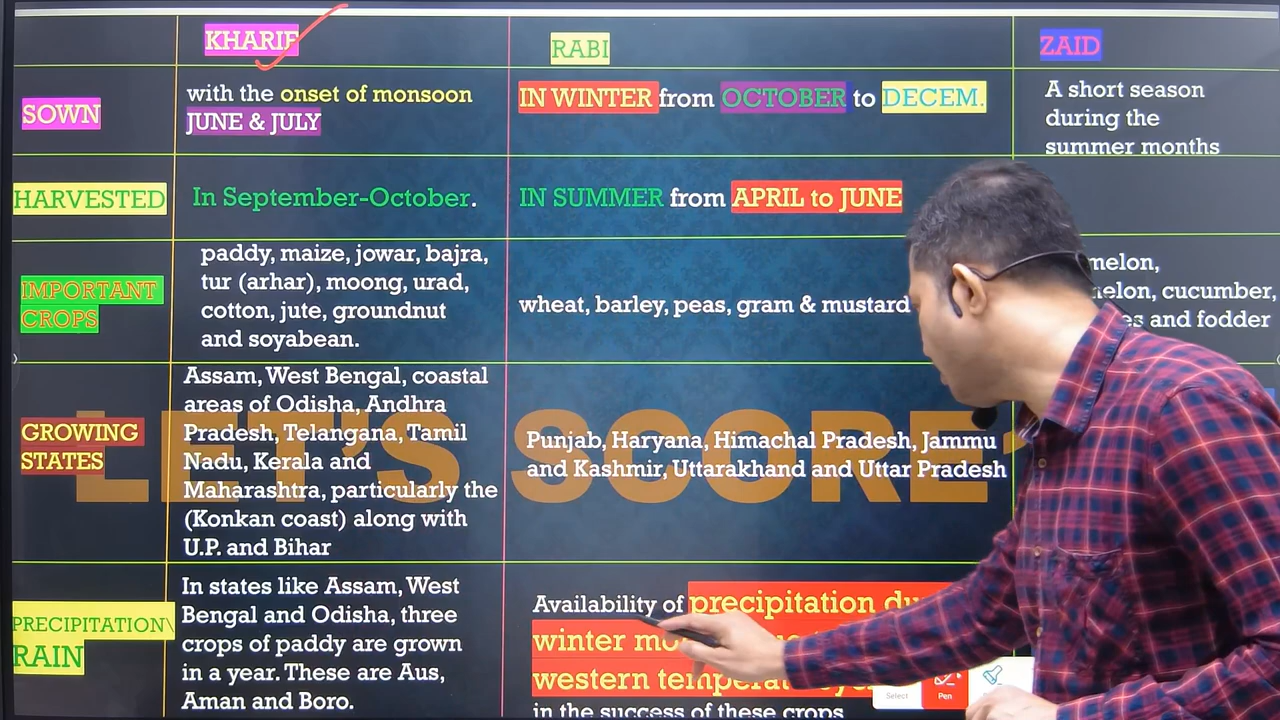 KHARIF
RABI
ZAID
SOWN
with the onset of monsoon
JUNE & JULY
IN WINTER from OCTOBER to DECEM.
A short season
during the
summer months
HARVESTED
In September-October.
IN SUMMER from APRIL to JUNE
IMPORTANT
CROPS
paddy, maize, jowar, bajra,
tur (arhar), moong, urad,
cotton, jute, groundnut
and soyabean.
wheat, barley, peas, gram & mustard
cucumber,
and fodder
GROWING
STATES
Assam, West Bengal, coastal
areas of Odisha, Andhra
Pradesh, Telangana, Tamil
Nadu, Kerala and
Maharashtra, particularly the
(Konkan coast) along with
U.P. and Bihar
Punjab, Haryana, Himachal Pradesh, Jammu
and Kashmir, Uttarakhand and Uttar Pradesh
LET'S SCORE
PRECIPITATION\
RAIN
In states like Assam, West
Bengal and Odisha, three
crops of paddy are grown
in a year. These are Aus,
Aman and Boro.
Availability of precipitation
winter
western
in the success of these crops
Select
Pen